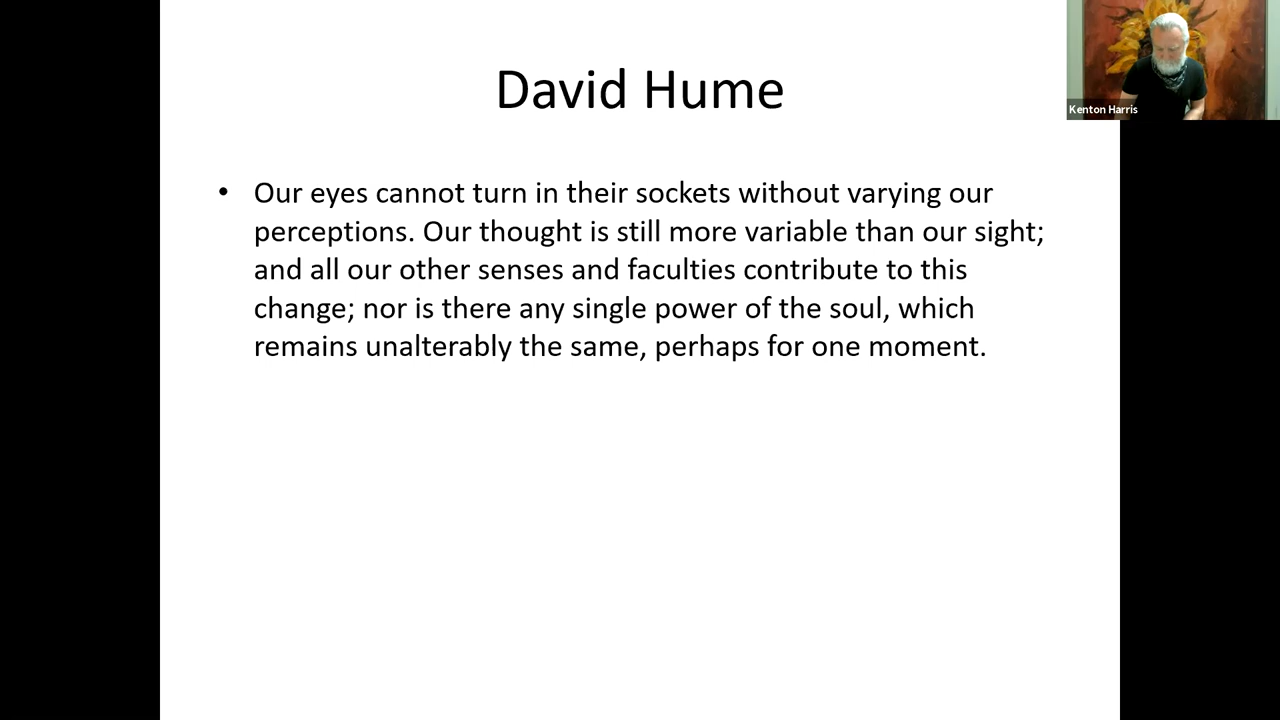 David Hume
Kenton Harris
• Our eyes cannot turn in their sockets without varying our
perceptions. Our thought is still more variable than our sight;
and all our other senses and faculties contribute to this
change; nor is there any single power of the soul, which
remains unalterably the same, perhaps for one moment.